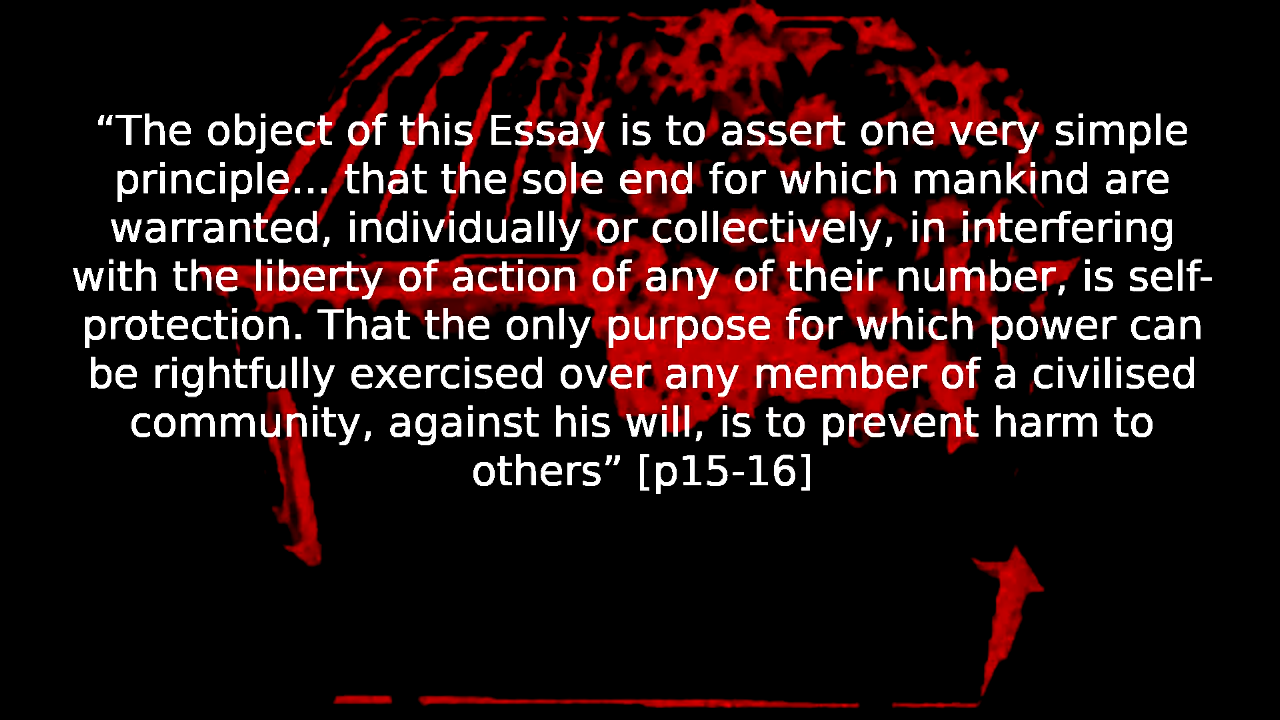 “The object of this Essay is to assert one very simple
principle... that the sole end for which mankind are
warranted, individually or collectively, in interfering
with the liberty of action of any of their number, is self-
protection. That the only purpose for which power can
be rightfully exercised over any member of a civilised
community, against his will, is to prevent harm to
others” [p15-16]